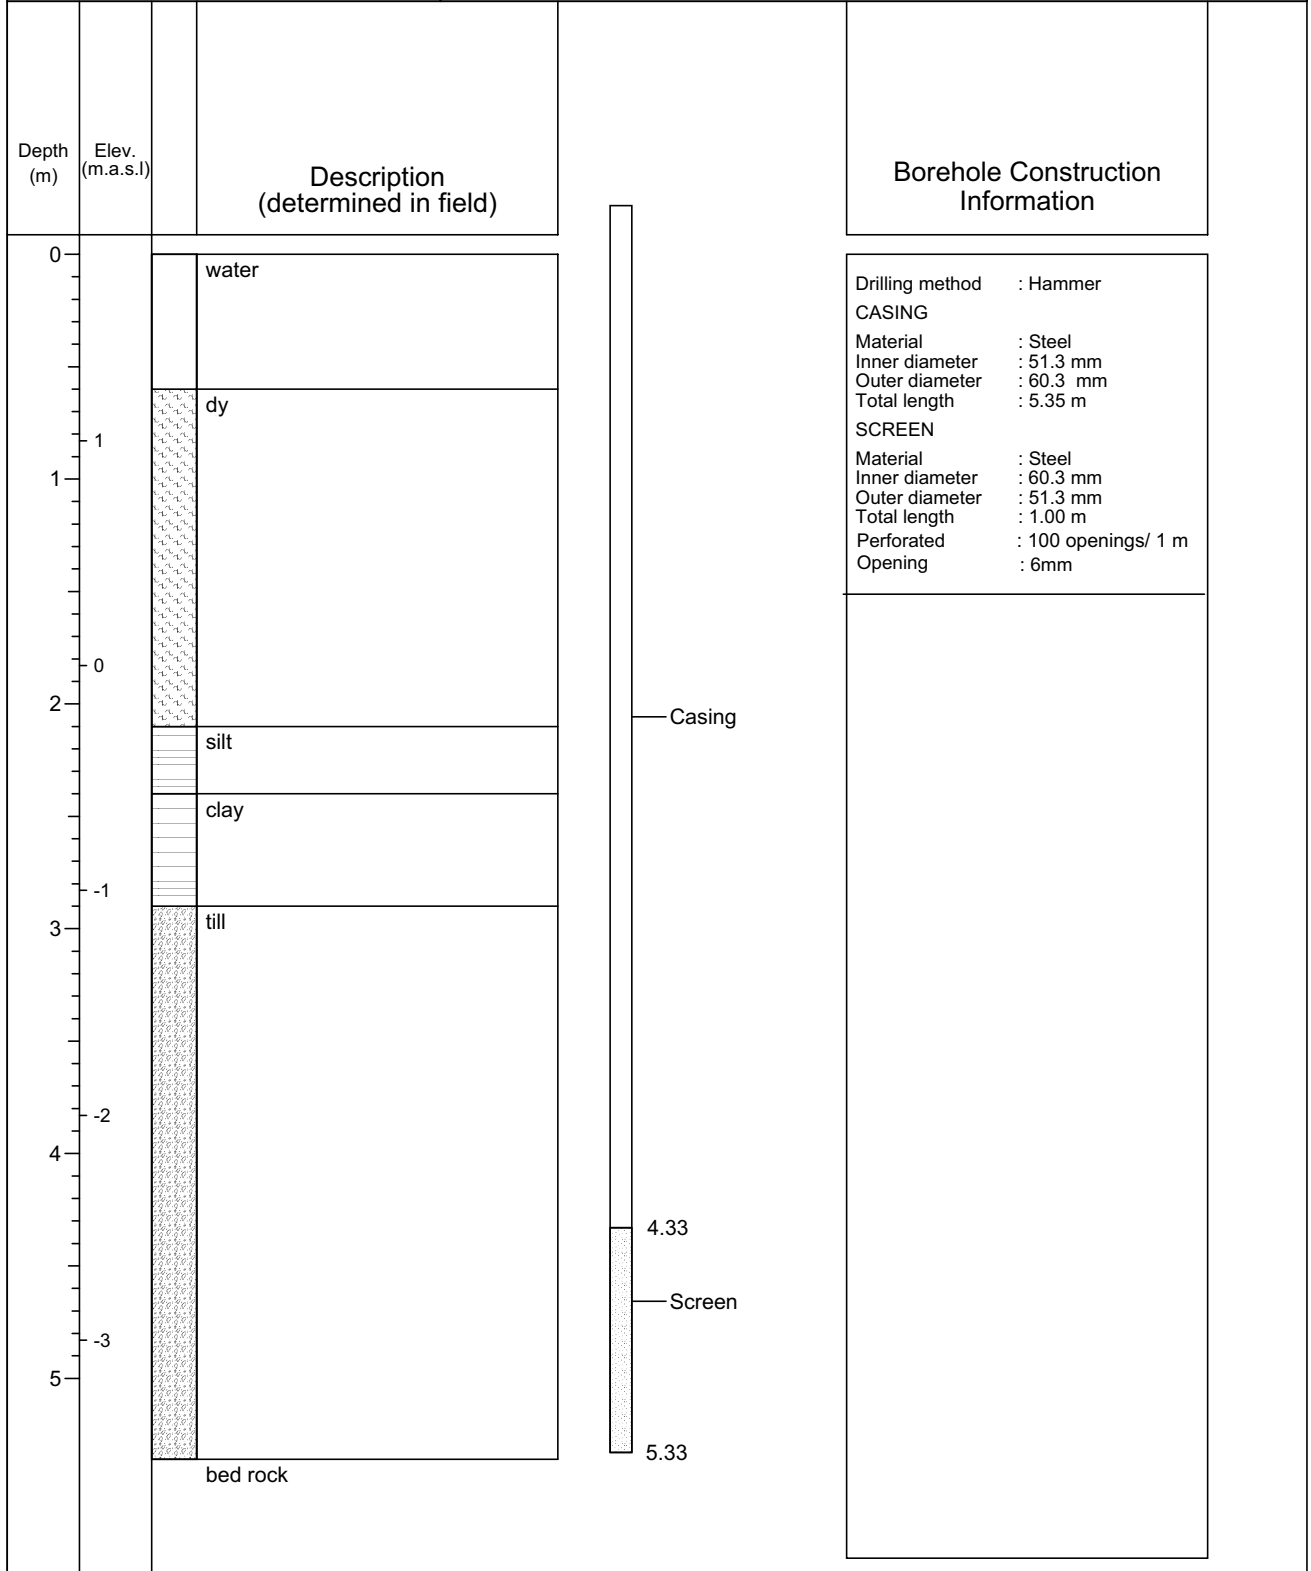 Depth
(m)
Elev.
(m.a.s.l)
Description
(determined in field)
Borehole Construction
Information
0
1
2
3
4
5
1
0
-1
-2
-3
water
dy
silt
clay
till
bed rock
Casing
4.33
Screen
5.33
Drilling method : Hammer
CASING
Material : Steel
Inner diameter : 51.3 mm
Outer diameter : 60.3 mm
Total length : 5.35 m
SCREEN
Material : Steel
Inner diameter : 60.3 mm
Outer diameter : 51.3 mm
Total length : 1.00 m
Perforated : 100 openings/ 1 m
Opening : 6mm